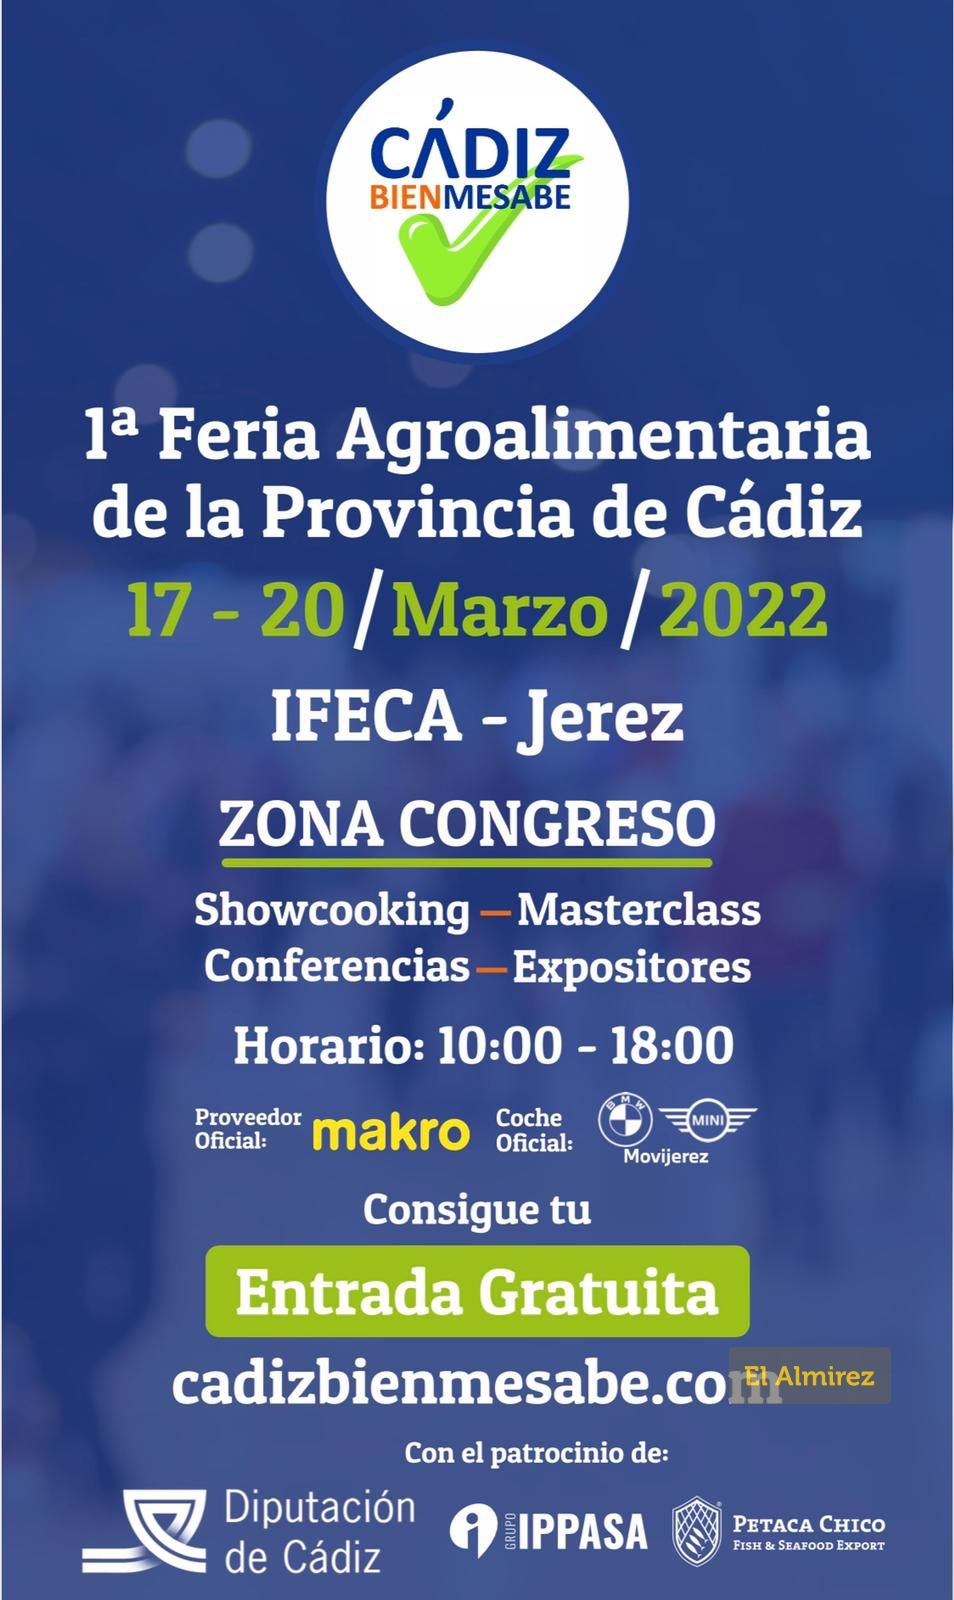 CÁDIZ
BIENMESABE
1ª Feria Agroalimentaria
de la Provincia de Cádiz
17 - 20 / Marzo / 2022
IFECA - Jerez
ZONA CONGRESO
Showcooking — Masterclass
Conferencias — Expositores
Horario: 10:00 - 18:00
Proveedor
Oficial:
makro
Coche
Oficial:
BMW
MINI
Movijerez
Consigue tu
Entrada Gratuita
cadizbienmesabe.com
El Almirez
Con el patrocinio de:
Diputación
de Cádiz
GRUPO
IPPASA
PETACA CHICO
FISH & SEAFOOD EXPORT